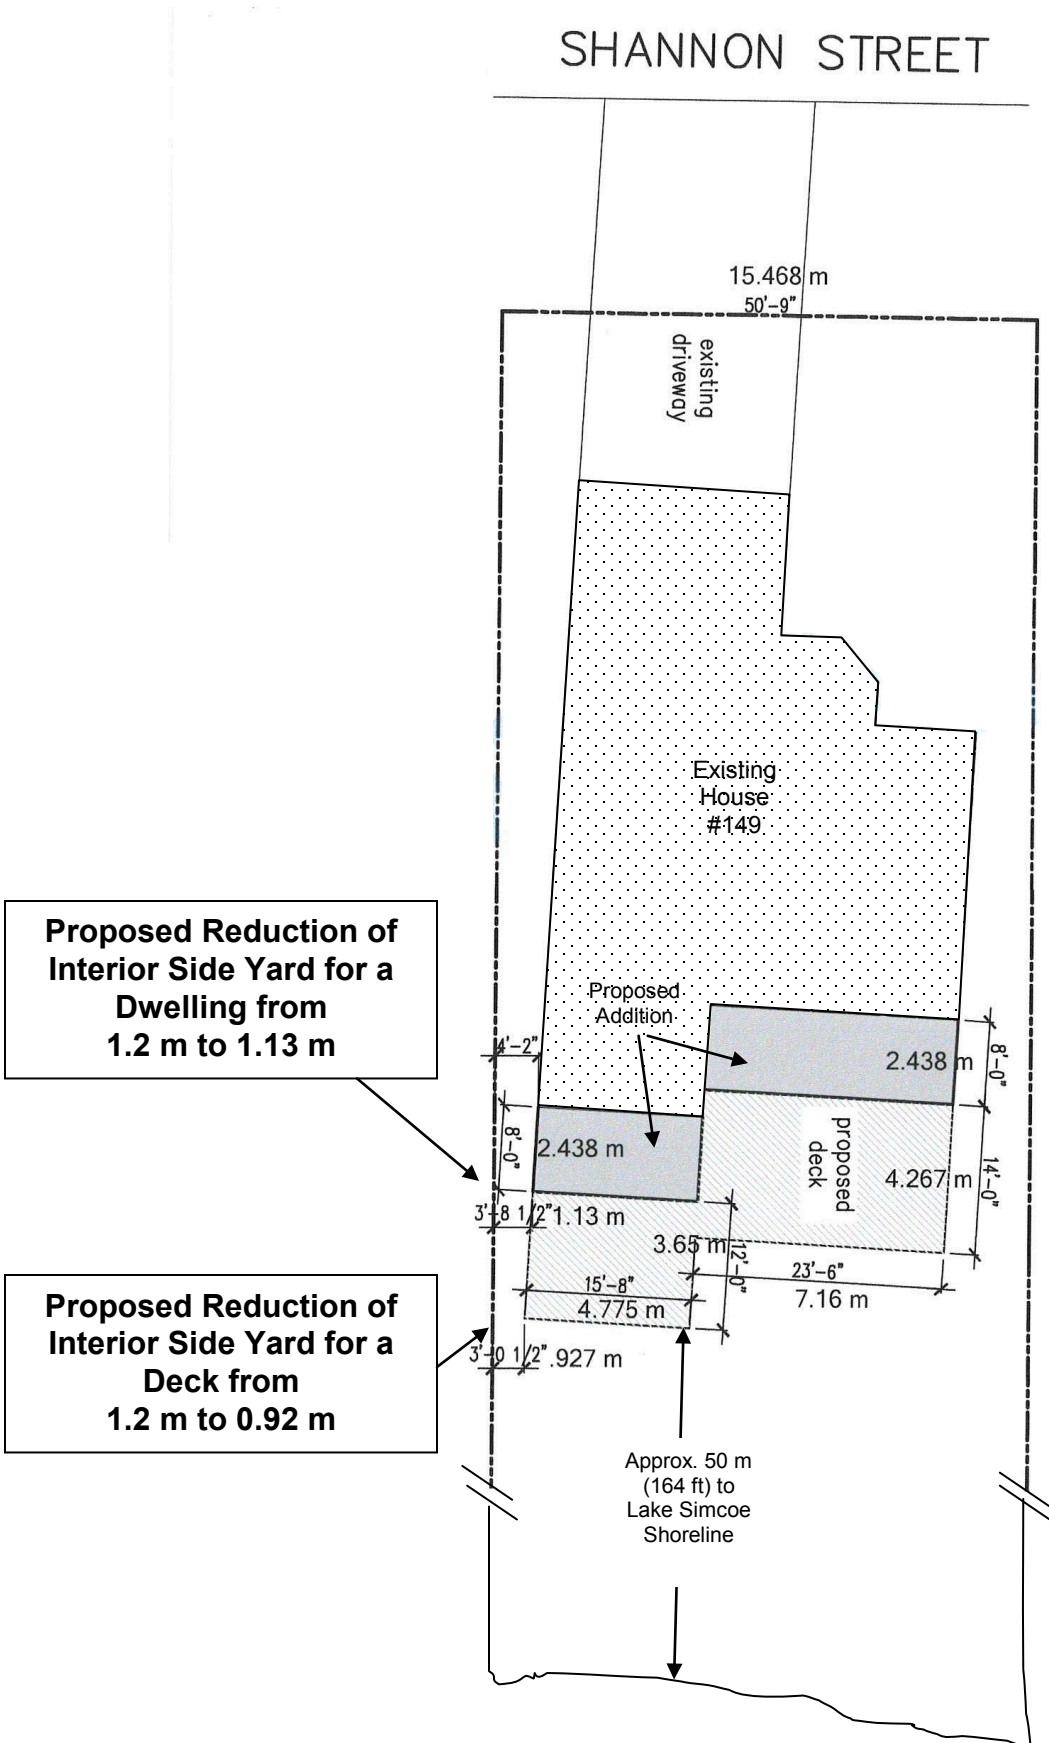 SHANNON STREET
15.468 m
50'-9"
existing
driveway
Existing
House
#149
Proposed Reduction of
Interior Side Yard for a
Dwelling from
1.2 m to 1.13 m
Proposed
Addition
4'-2"
2.438 m
8'-0"
8'-0"
2.438 m
proposed
deck
4.267 m
14'-0"
3'-8 1/2"
1.13 m
3.65 m
12'-0"
15'-8"
4.775 m
23'-6"
7.16 m
Proposed Reduction of
Interior Side Yard for a
Deck from
1.2 m to 0.92 m
3'-0 1/2"
.927 m
Approx. 50 m
(164 ft) to
Lake Simcoe
Shoreline